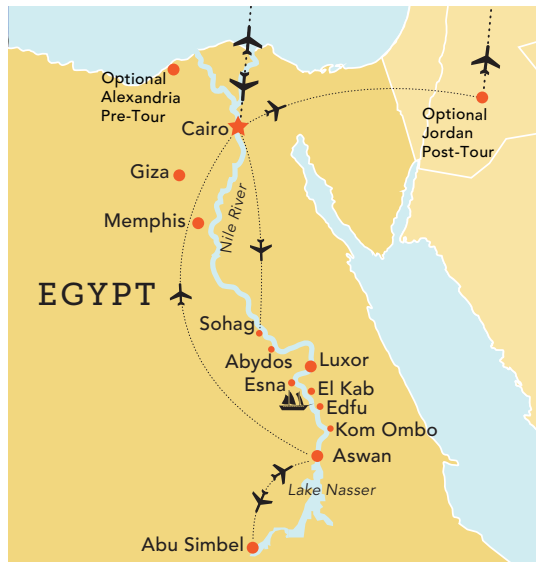 Optional
Alexandria
Pre-Tour
Optional
Jordan
Post-Tour
Cairo
Giza
Memphis
Nile River
EGYPT
Sohag
Abydos
Luxor
Esna
El Kab
Edfu
Kom Ombo
Aswan
Lake Nasser
Abu Simbel